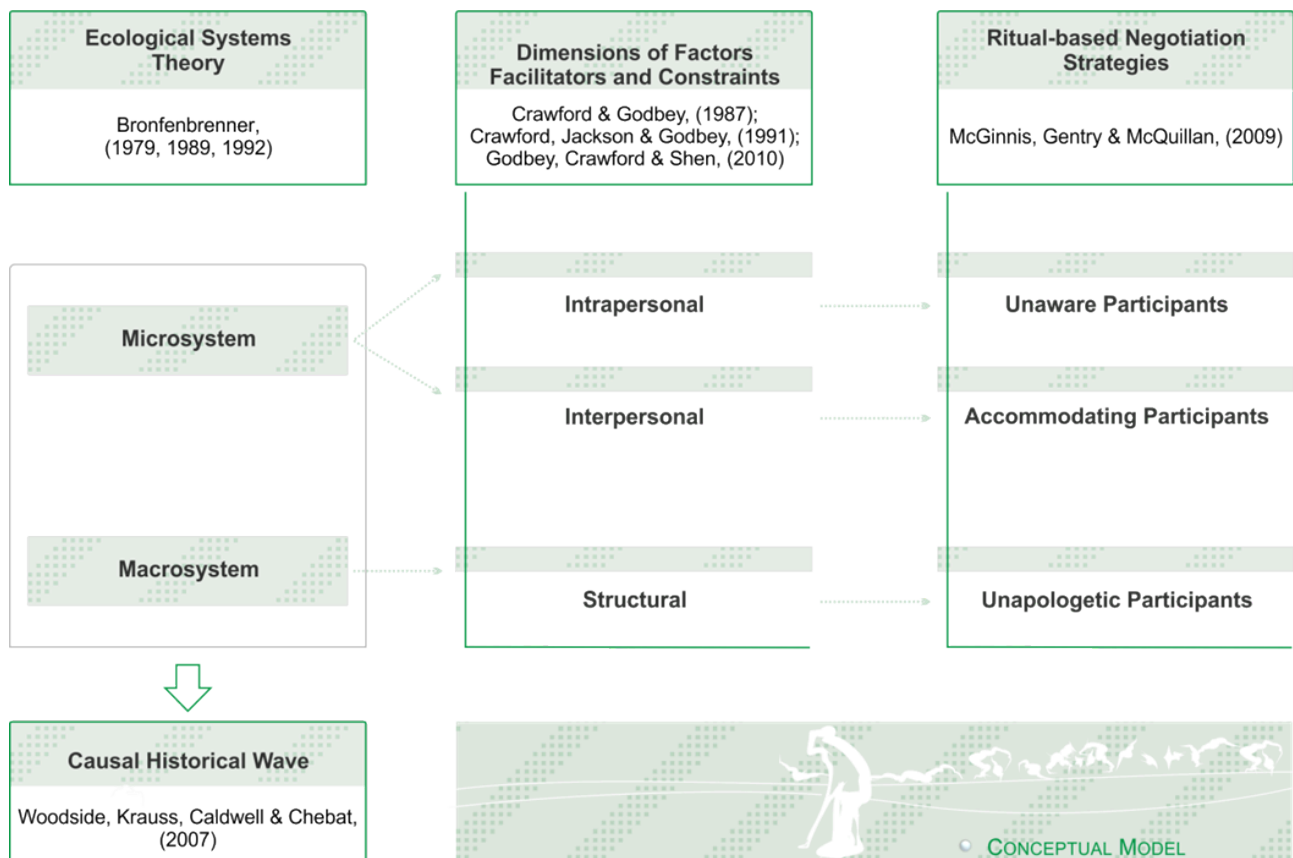 Ecological Systems
Theory
Bronfenbrenner,
(1979, 1989, 1992)
Dimensions of Factors
Facilitators and Constraints
Crawford & Godbey, (1987);
Crawford, Jackson & Godbey, (1991);
Godbey, Crawford & Shen, (2010)
Ritual-based Negotiation
Strategies
McGinnis, Gentry & McQuillan, (2009)
Microsystem
Intrapersonal
Unaware Participants
Interpersonal
Accommodating Participants
Macrosystem
Structural
Unapologetic Participants
Causal Historical Wave
Woodside, Krauss, Caldwell & Chebat,
(2007)
CONCEPTUAL MODEL